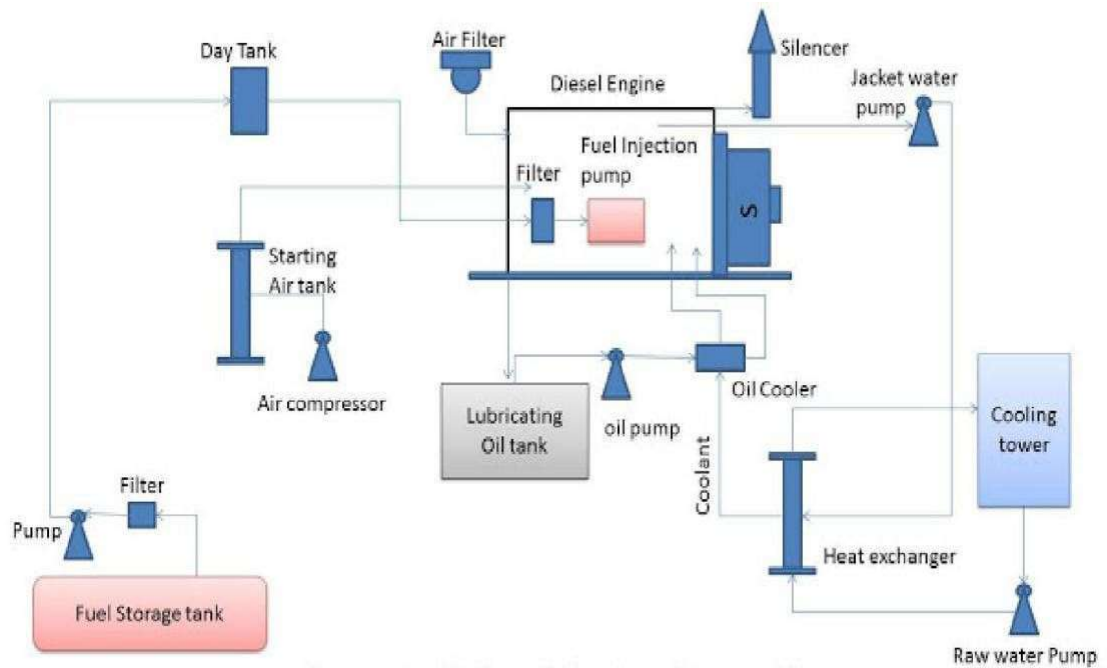 Day Tank
Air Filter
Silencer
Diesel Engine
Jacket water
pump
Fuel Injection
pump
Filter
S
Starting
Air tank
Air compressor
Lubricating
Oil tank
oil pump
Oil Cooler
Coolant
Cooling
tower
Filter
Pump
Heat exchanger
Fuel Storage tank
Raw water Pump